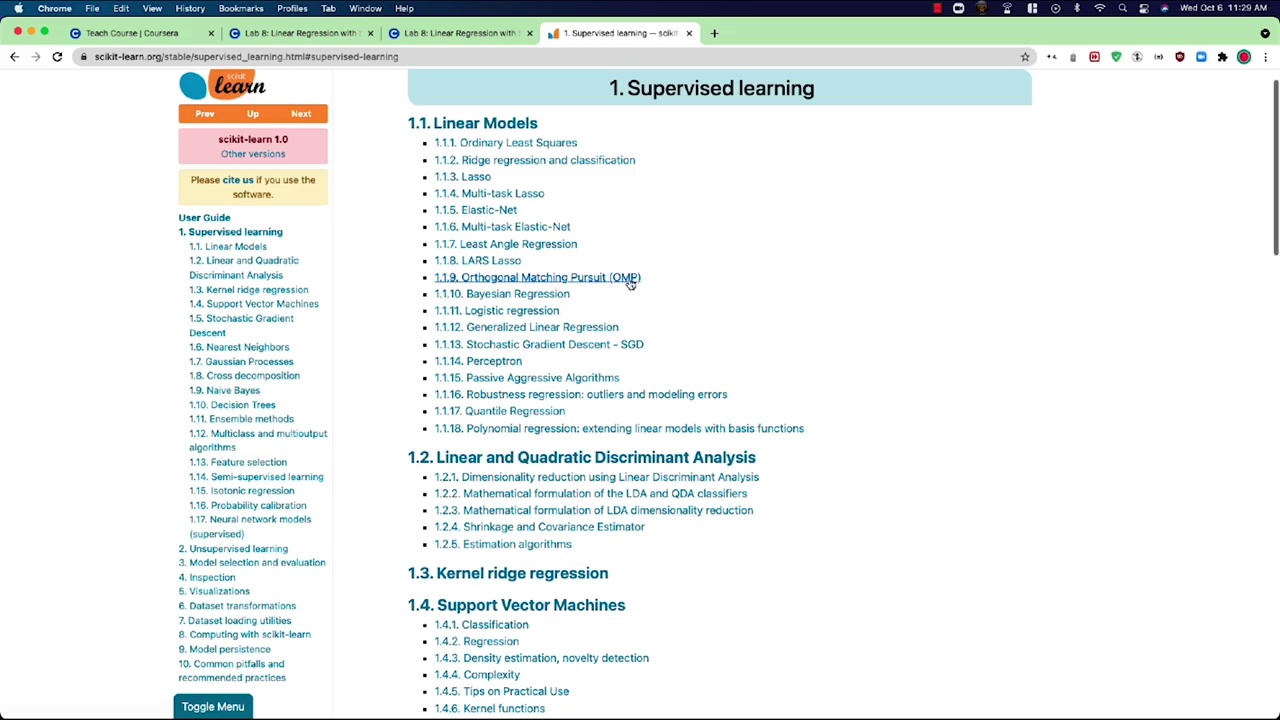 Chrome File Edit View History Bookmarks Profiles Tab Window Help Wed Oct 6 11:29 AM
Teach Course | Coursera Lab 8: Linear Regression with Lab 8: Linear Regression with 1. Supervised learning — scikit
scikit-learn.org/stable/supervised_learning.html#supervised-learning
scikit
learn
Prev Up Next
scikit-learn 1.0
Other versions
Please cite us if you use the
software.
User Guide
1. Supervised learning
1.1. Linear Models
1.2. Linear and Quadratic
Discriminant Analysis
1.3. Kernel ridge regression
1.4. Support Vector Machines
1.5. Stochastic Gradient
Descent
1.6. Nearest Neighbors
1.7. Gaussian Processes
1.8. Cross decomposition
1.9. Naive Bayes
1.10. Decision Trees
1.11. Ensemble methods
1.12. Multiclass and multioutput
algorithms
1.13. Feature selection
1.14. Semi-supervised learning
1.15. Isotonic regression
1.16. Probability calibration
1.17. Neural network models
(supervised)
2. Unsupervised learning
3. Model selection and evaluation
4. Inspection
5. Visualizations
6. Dataset transformations
7. Dataset loading utilities
8. Computing with scikit-learn
9. Model persistence
10. Common pitfalls and
recommended practices
Toggle Menu
1. Supervised learning
1.1. Linear Models
1.1.1. Ordinary Least Squares
1.1.2. Ridge regression and classification
1.1.3. Lasso
1.1.4. Multi-task Lasso
1.1.5. Elastic-Net
1.1.6. Multi-task Elastic-Net
1.1.7. Least Angle Regression
1.1.8. LARS Lasso
1.1.9. Orthogonal Matching Pursuit (OMP)
1.1.10. Bayesian Regression
1.1.11. Logistic regression
1.1.12. Generalized Linear Regression
1.1.13. Stochastic Gradient Descent - SGD
1.1.14. Perceptron
1.1.15. Passive Aggressive Algorithms
1.1.16. Robustness regression: outliers and modeling errors
1.1.17. Quantile Regression
1.1.18. Polynomial regression: extending linear models with basis functions
1.2. Linear and Quadratic Discriminant Analysis
1.2.1. Dimensionality reduction using Linear Discriminant Analysis
1.2.2. Mathematical formulation of the LDA and QDA classifiers
1.2.3. Mathematical formulation of LDA dimensionality reduction
1.2.4. Shrinkage and Covariance Estimator
1.2.5. Estimation algorithms
1.3. Kernel ridge regression
1.4. Support Vector Machines
1.4.1. Classification
1.4.2. Regression
1.4.3. Density estimation, novelty detection
1.4.4. Complexity
1.4.5. Tips on Practical Use
1.4.6. Kernel functions